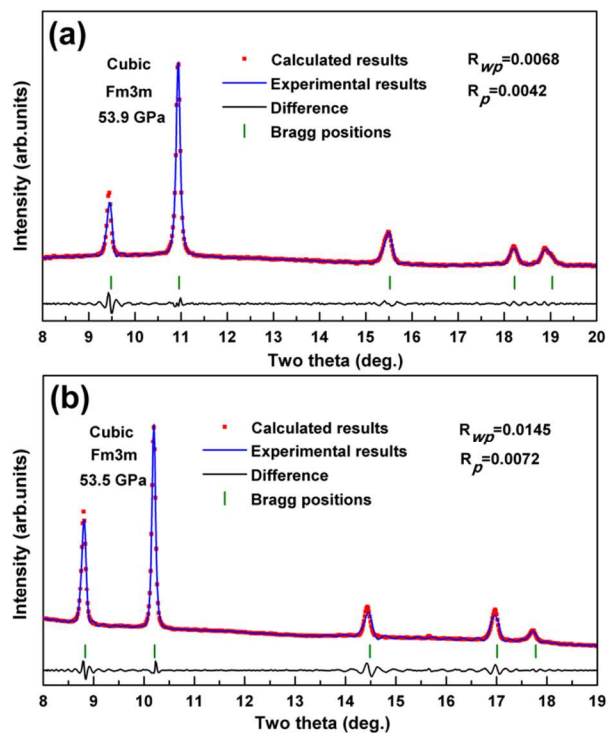 (a)
Cubic
Fm3m
53.9 GPa
Calculated results
Experimental results
Difference
Bragg positions
Rwp=0.0068
Rp=0.0042
Intensity (arb.units)
8 9 10 11 12 13 14 15 16 17 18 19 20
Two theta (deg.)
(b)
Cubic
Fm3m
53.5 GPa
Calculated results
Experimental results
Difference
Bragg positions
Rwp=0.0145
Rp=0.0072
Intensity (arb.units)
8 9 10 11 12 13 14 15 16 17 18 19
Two theta (deg.)